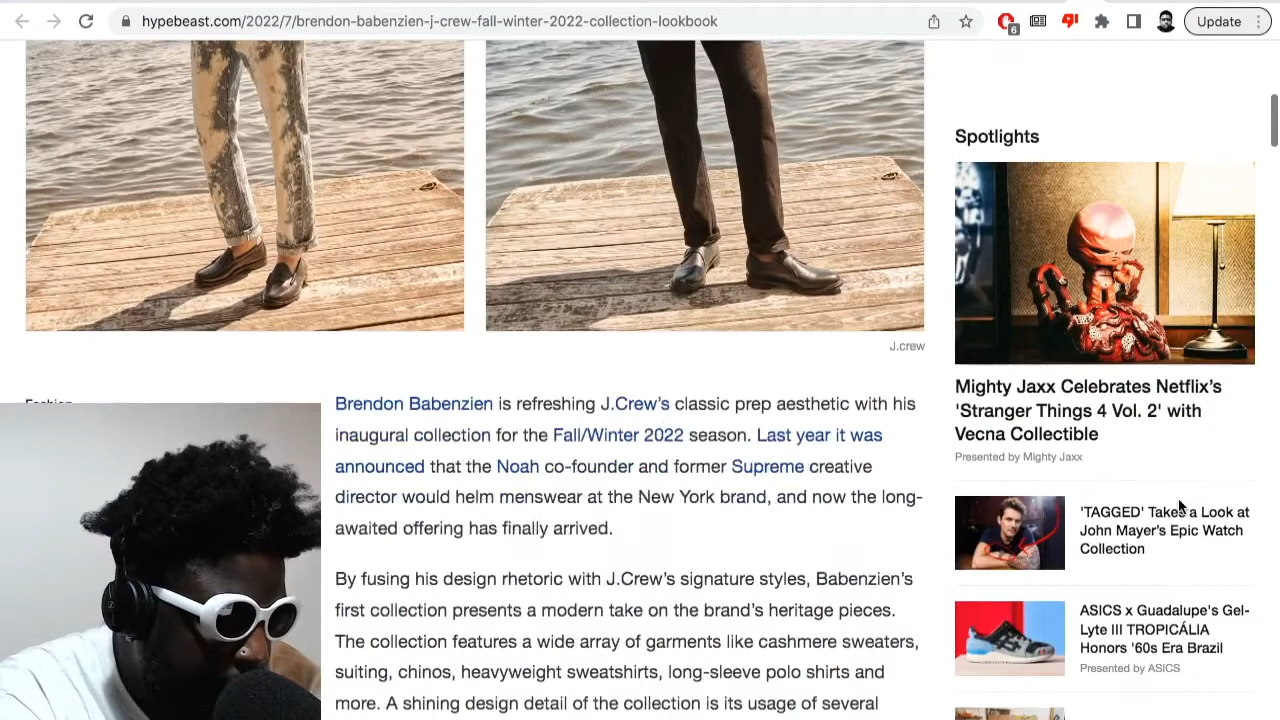 hypebeast.com/2022/7/brendon-babenzien-j-crew-fall-winter-2022-collection-lookbook
6
Update
J.crew
Brendon Babenzien is refreshing J.Crew's classic prep aesthetic with his
inaugural collection for the Fall/Winter 2022 season. Last year it was
announced that the Noah co-founder and former Supreme creative
director would helm menswear at the New York brand, and now the long-
awaited offering has finally arrived.
By fusing his design rhetoric with J.Crew's signature styles, Babenzien's
first collection presents a modern take on the brand's heritage pieces.
The collection features a wide array of garments like cashmere sweaters,
suiting, chinos, heavyweight sweatshirts, long-sleeve polo shirts and
more. A shining design detail of the collection is its usage of several
Spotlights
Mighty Jaxx Celebrates Netflix's
'Stranger Things 4 Vol. 2' with
Vecna Collectible
Presented by Mighty Jaxx
'TAGGED' Takes a Look at
John Mayer's Epic Watch
Collection
ASICS x Guadalupe's Gel-
Lyte III TROPICÁLIA
Honors '60s Era Brazil
Presented by ASICS